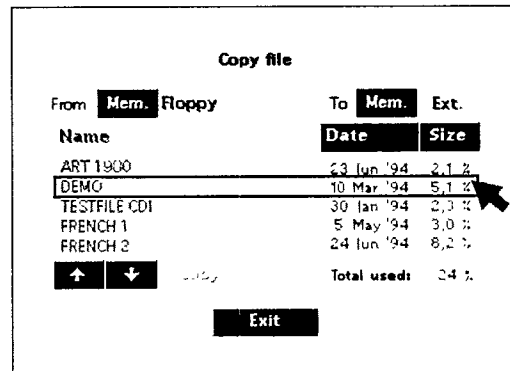 Copy file
From Mem. Floppy To Mem. Ext.
Name Date Size
ART 1900 23 Jun '94 2,1 %
DEMO 10 Mar '94 5,1 %
TESTFILE CDI 30 Jan '94 2,3 %
FRENCH 1 5 May '94 3,0 %
FRENCH 2 24 Jun '94 8,2 %
Copy Total used: 24 %
Exit